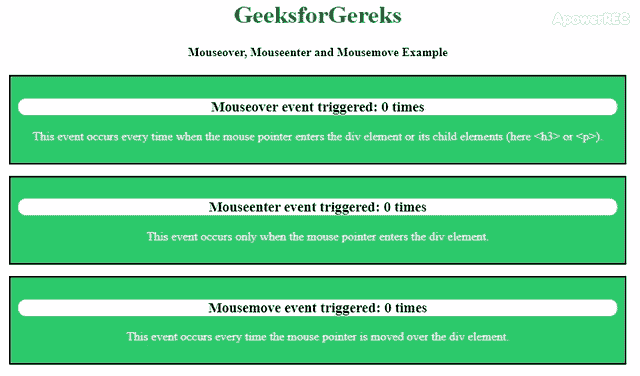 GeeksforGereks
ApowerREC
Mouseover, Mouseenter and Mousemove Example
Mouseover event triggered: 0 times
This event occurs every time when the mouse pointer enters the div element or its child elements (here <h3> or <p>).
Mouseenter event triggered: 0 times
This event occurs only when the mouse pointer enters the div element.
Mousemove event triggered: 0 times
This event occurs every time the mouse pointer is moved over the div element.